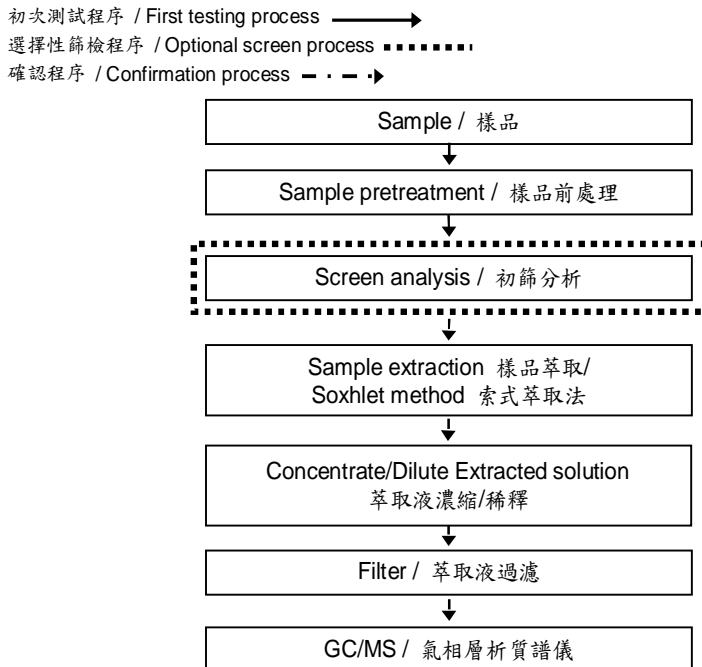 初次測試程序 / First testing process
選擇性篩檢程序 / Optional screen process
確認程序 / Confirmation process
Sample / 樣品
Sample pretreatment / 樣品前處理
Screen analysis / 初篩分析
Sample extraction 樣品萃取/
Soxhlet method 索式萃取法
Concentrate/Dilute Extracted solution
萃取液濃縮/稀釋
Filter / 萃取液過濾
GC/MS / 氣相層析質譜儀